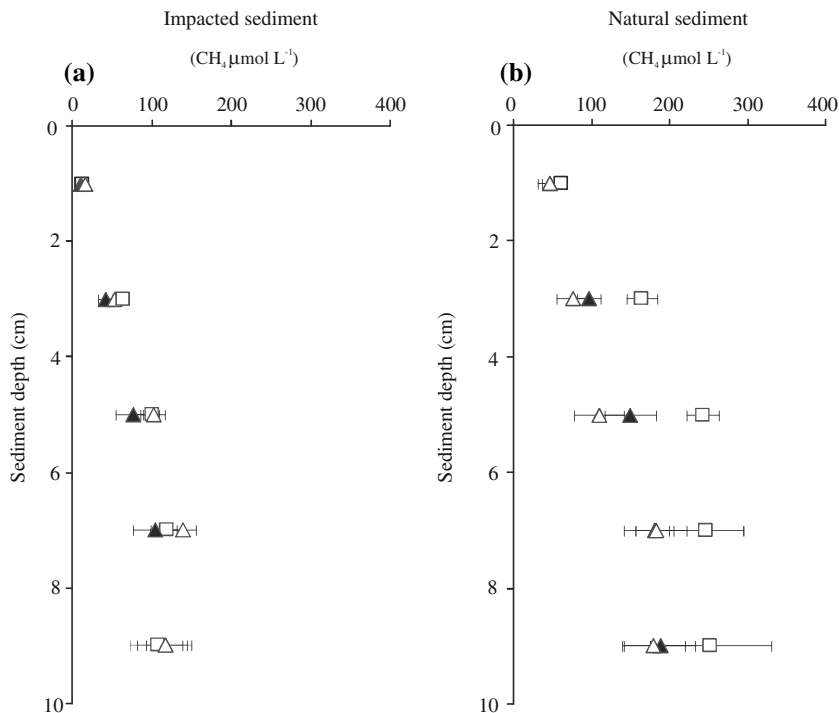 Impacted sediment
(CH₄ μmol L⁻¹)
(a)
0 100 200 300 400
0
2
4
6
8
10
Sediment depth (cm)
Natural sediment
(CH₄ μmol L⁻¹)
(b)
0 100 200 300 400
0
2
4
6
8
10
Sediment depth (cm)